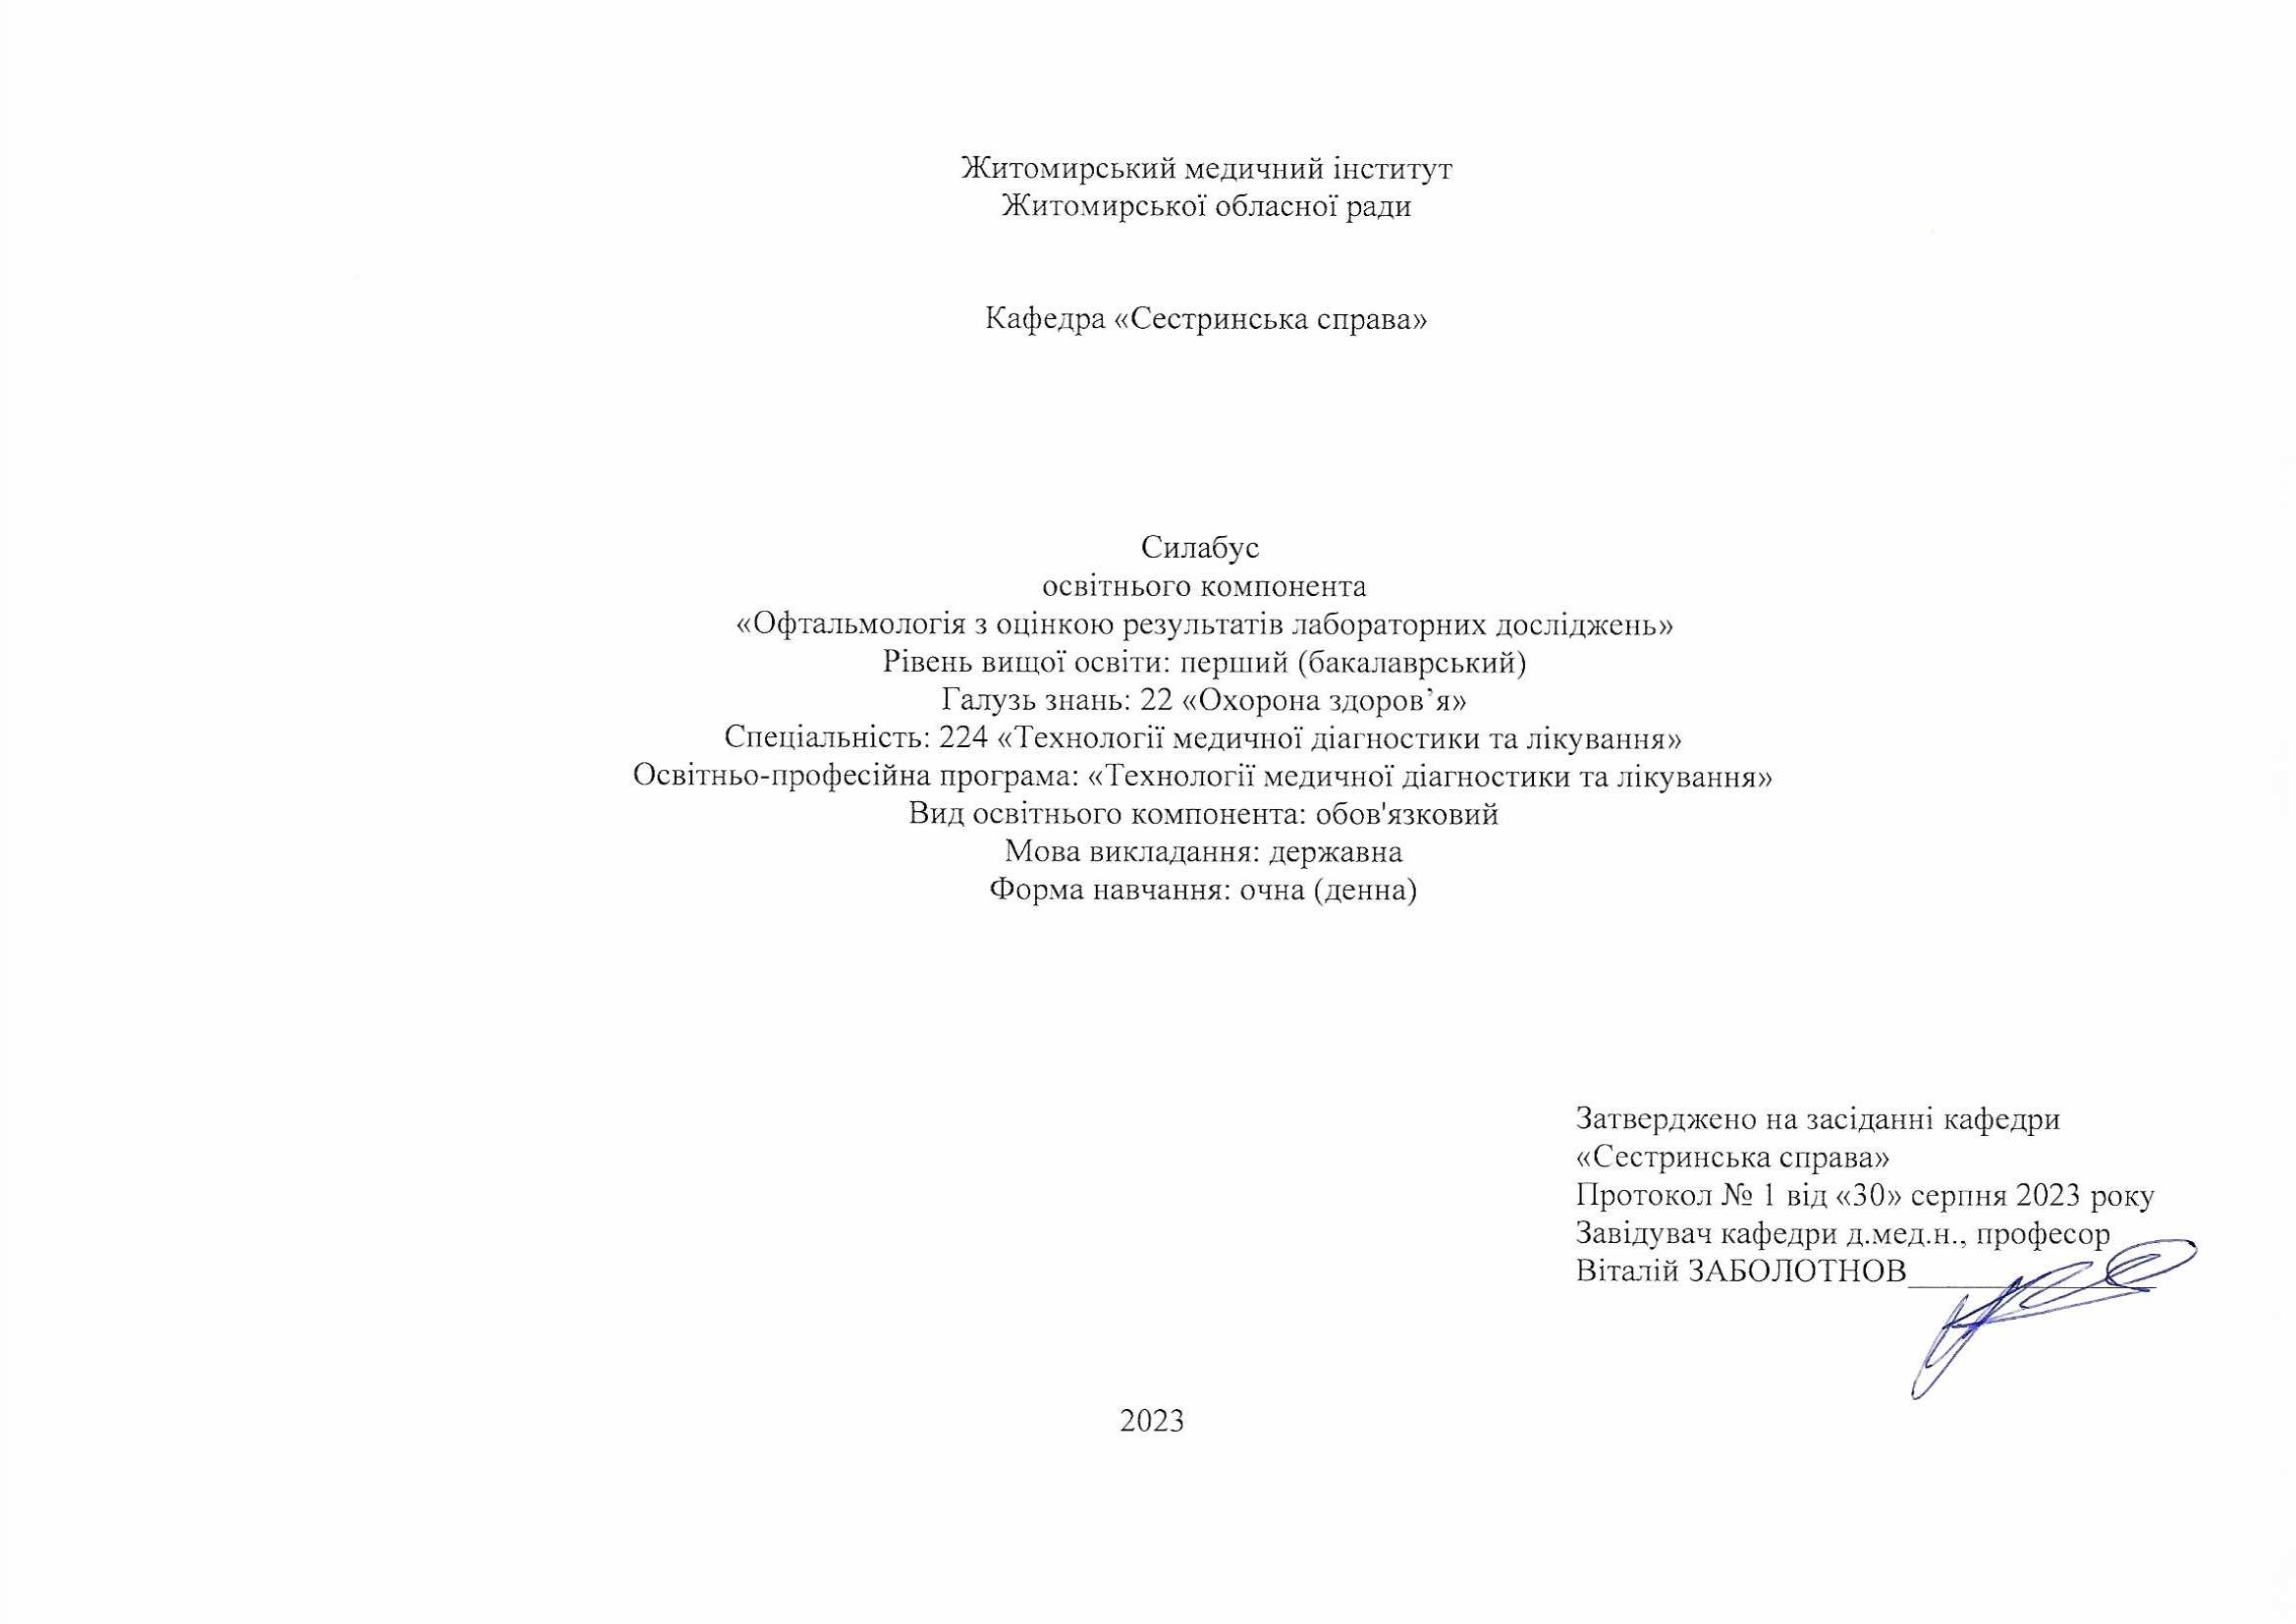 Житомирський медичний інститут
Житомирської обласної ради
Кафедра «Сестринська справа»
Силабус
освітнього компонента
«Офтальмологія з оцінкою результатів лабораторних досліджень»
Рівень вищої освіти: перший (бакалаврський)
Галузь знань: 22 «Охорона здоров’я»
Спеціальність: 224 «Технології медичної діагностики та лікування»
Освітньо-професійна програма: «Технології медичної діагностики та лікування»
Вид освітнього компонента: обов'язковий
Мова викладання: державна
Форма навчання: очна (денна)
Затверджено на засіданні кафедри
«Сестринська справа»
Протокол № 1 від «30» серпня 2023 року
Завідувач кафедри д.мед.н., професор
Віталій ЗАБОЛОТНОВ
2023